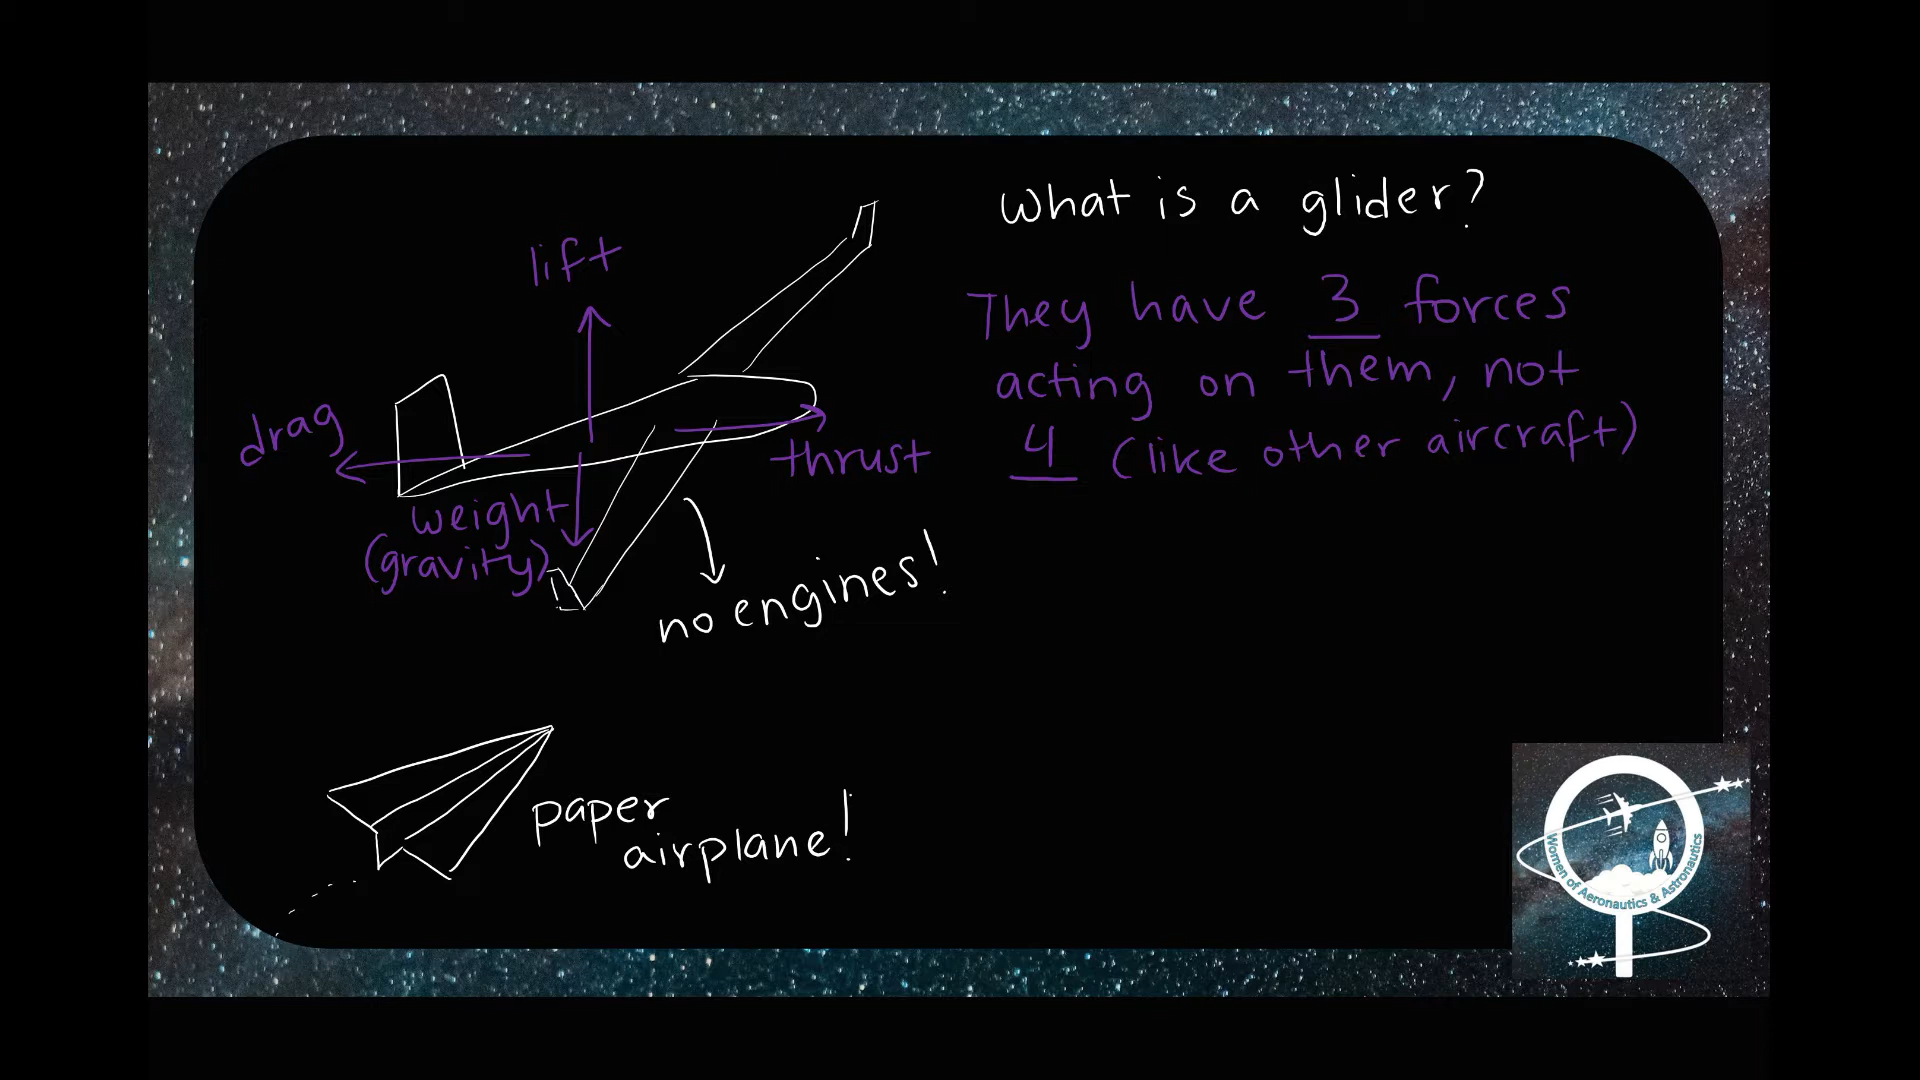 What is a glider?
They have 3 forces
acting on them, not
4 (like other aircraft)
lift
drag
thrust
weight
(gravity)
no engines!
paper
airplane!
Women of Aeronautics & Astronautics